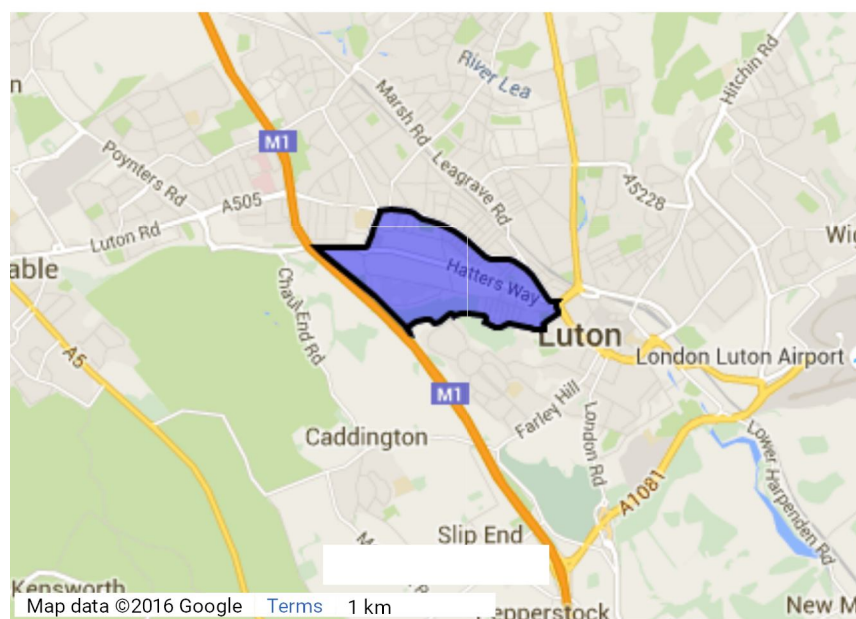 River Lea
Hitchin Rd
n
M1
Marsh Rd
Poynters Rd
Leagrave Rd
A5228
A505
Luton Rd
Wig
able
Hatters Way
Chaul End Rd
Luton
A5
London Luton Airport
M1
Farley Hill
London Rd
Caddington
Lower Harpenden Rd
A1081
Slip End
Kensworth
Pepperstock
New M
Map data ©2016 Google Terms 1 km